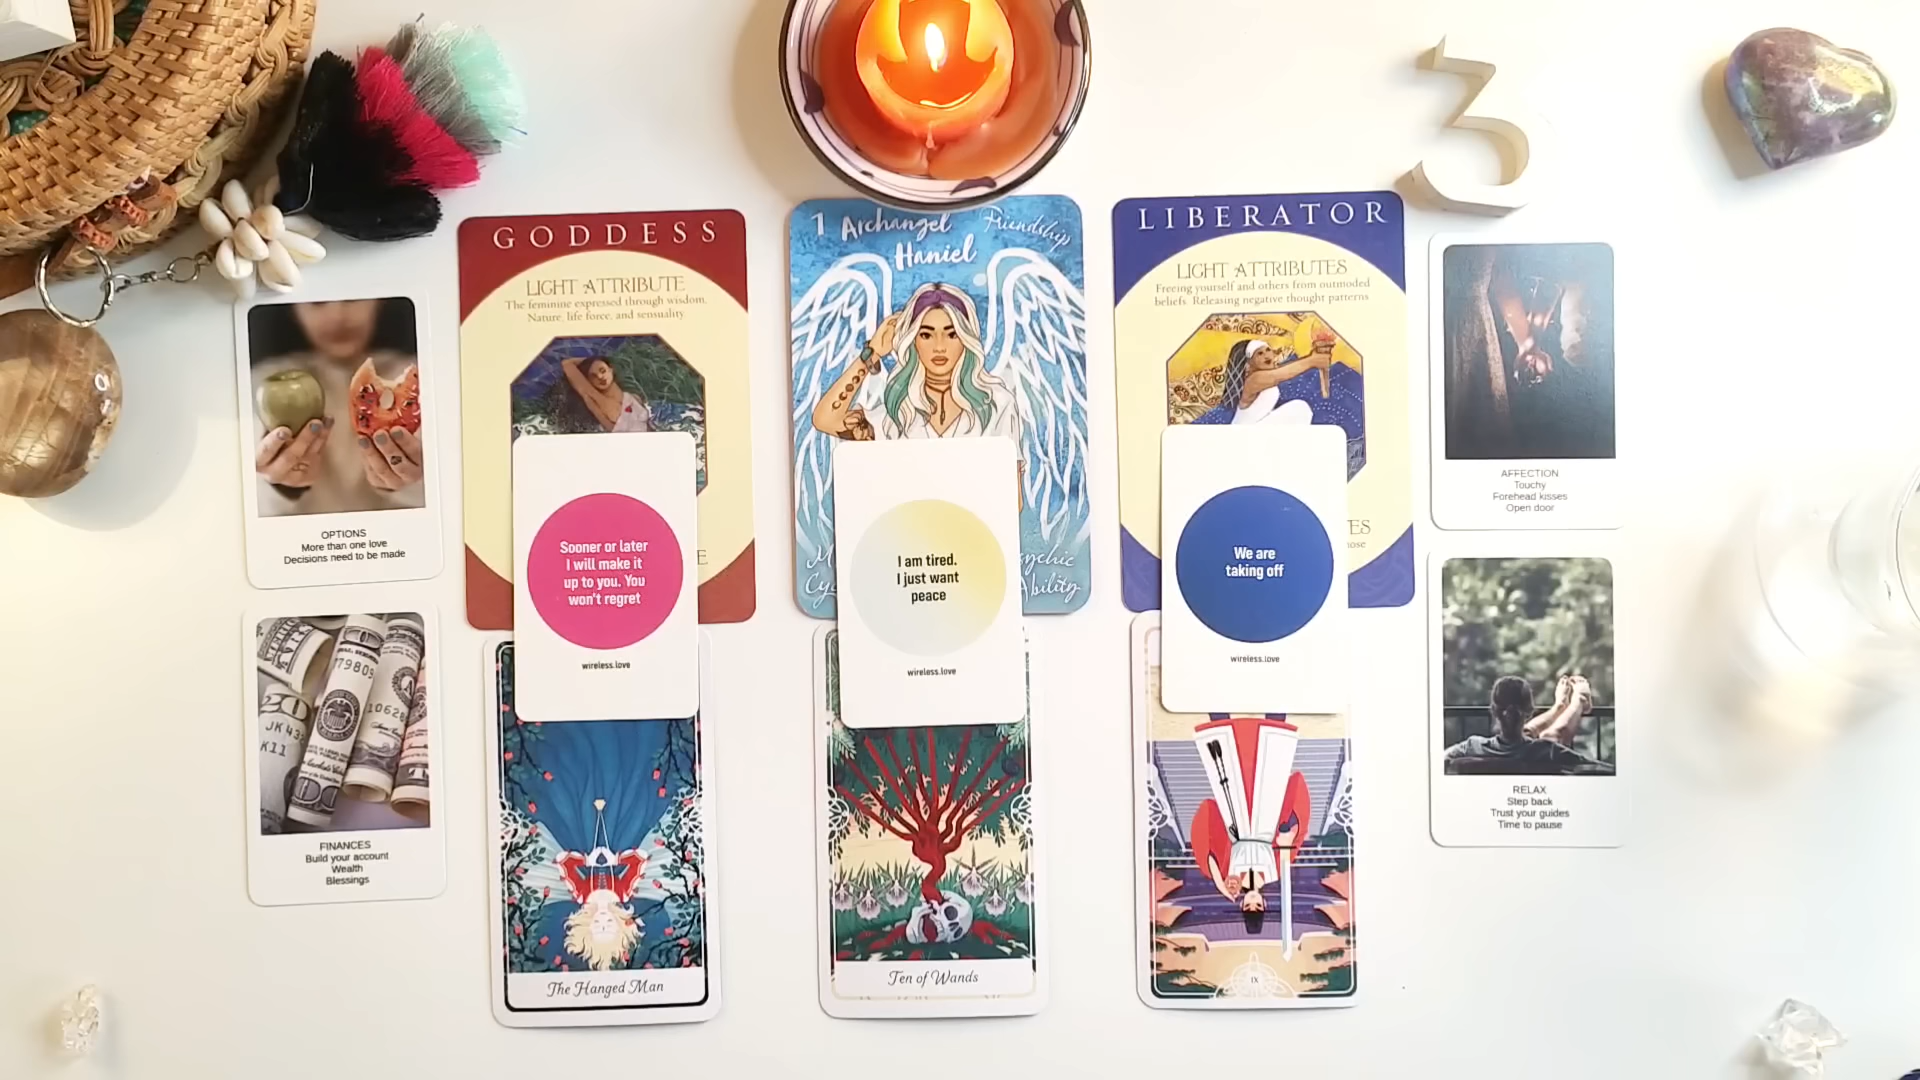 GODDESS
LIGHT ATTRIBUTE
The feminine expressed through wisdom.
Nature, life force, and sensuality
1 Archangel
Haniel
Friendship
LIBERATOR
LIGHT ATTRIBUTES
Freeing yourself and others from outmoded
beliefs. Releasing negative thought patterns
OPTIONS
More than one love
Decisions need to be made
Sooner or later
I will make it
up to you. You
won't regret
wireless.love
I am tired.
I just want
peace
wireless.love
Ability
We are
taking off
wireless.love
AFFECTION
Touchy
Forehead kisses
Open door
FINANCES
Build your account
Wealth
Blessings
RELAX
Step back
Trust your guides
Time to pause
The Hanged Man
Ten of Wands
IX
3